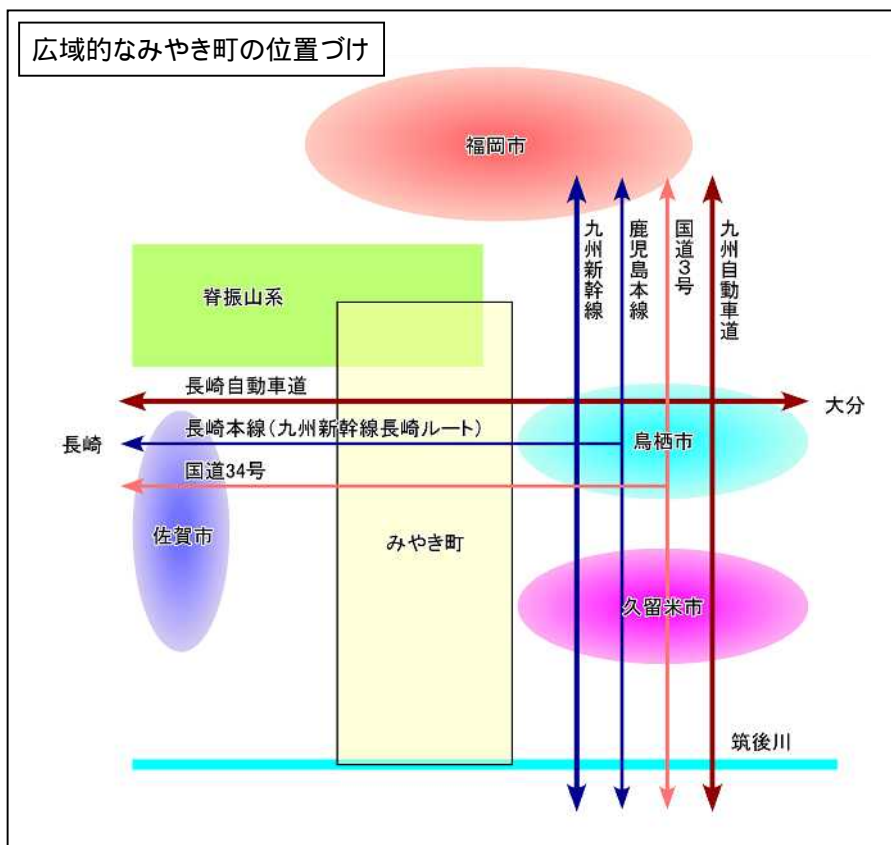 広域的なみやき町の位置づけ
福岡市
九州新幹線
鹿児島本線
国道3号
九州自動車道
脊振山系
長崎自動車道
大分
長崎本線(九州新幹線長崎ルート)
長崎
鳥栖市
国道34号
佐賀市
みやき町
久留米市
筑後川